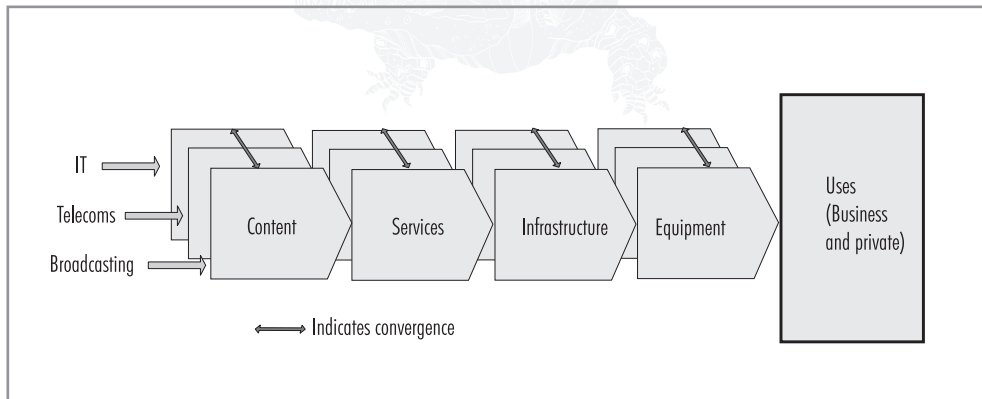 IT
Telecoms
Broadcasting
Content
Services
Infrastructure
Equipment
Uses
(Business
and private)
Indicates convergence